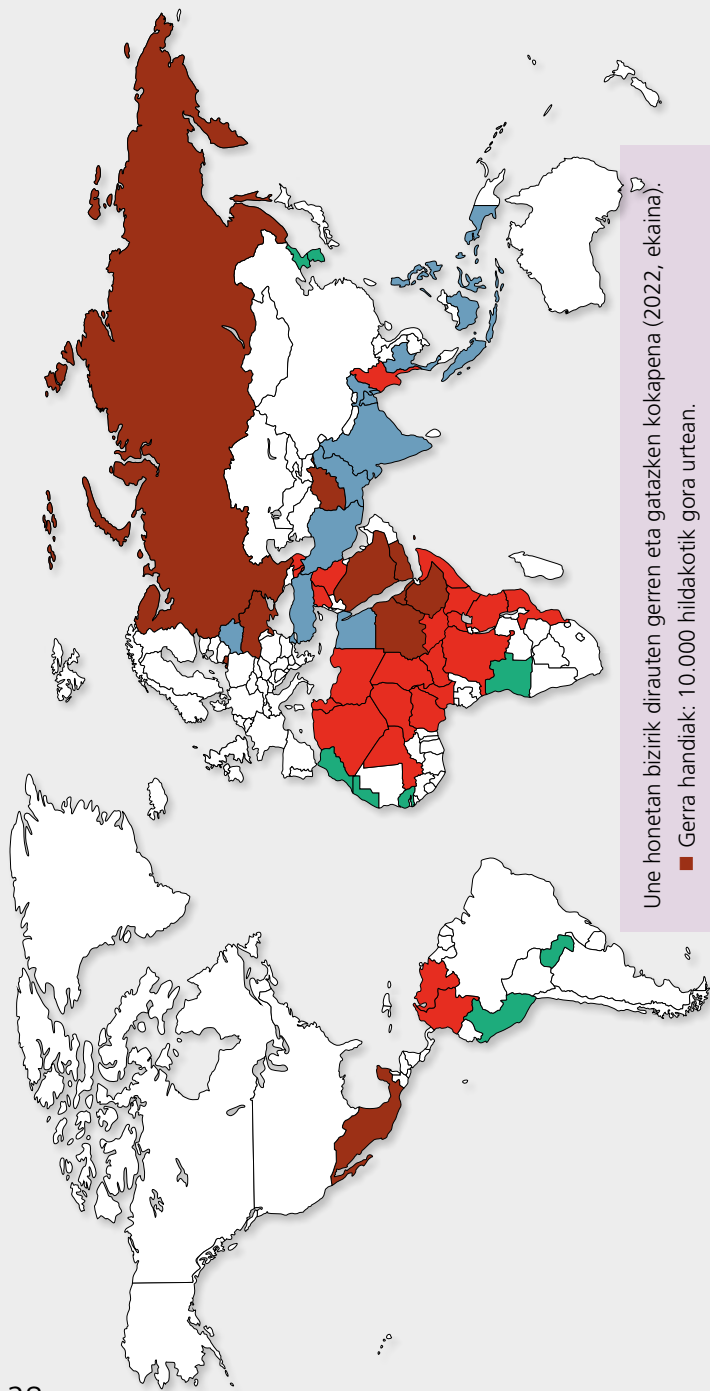 Une honetan bizirik dirauten gerren eta gatazken kokapena (2022, ekaina).
Gerra handiak: 10.000 hildakotik gora urtean.